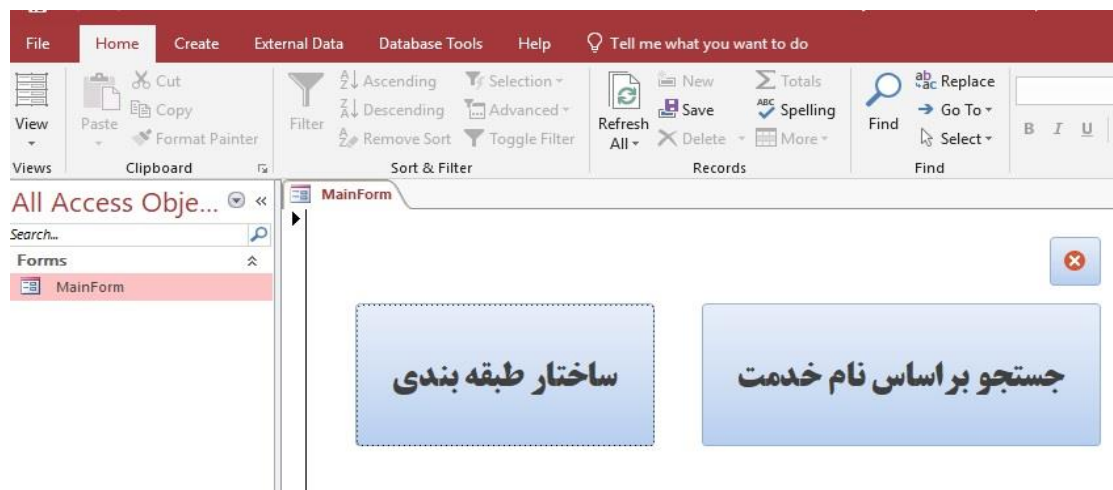 File Home Create External Data Database Tools Help Tell me what you want to do
View
Paste
Cut
Copy
Format Painter
Filter
Ascending
Descending
Remove Sort
Selection
Advanced
Toggle Filter
Refresh
All
New
Save
Delete
Totals
Spelling
More
Find
Replace
Go To
Select
B I U
Views Clipboard Sort & Filter Records Find
All Access Obje...
Search...
Forms
MainForm
MainForm
جستجو بر اساس نام خدمت
ساختار طبقه بندی